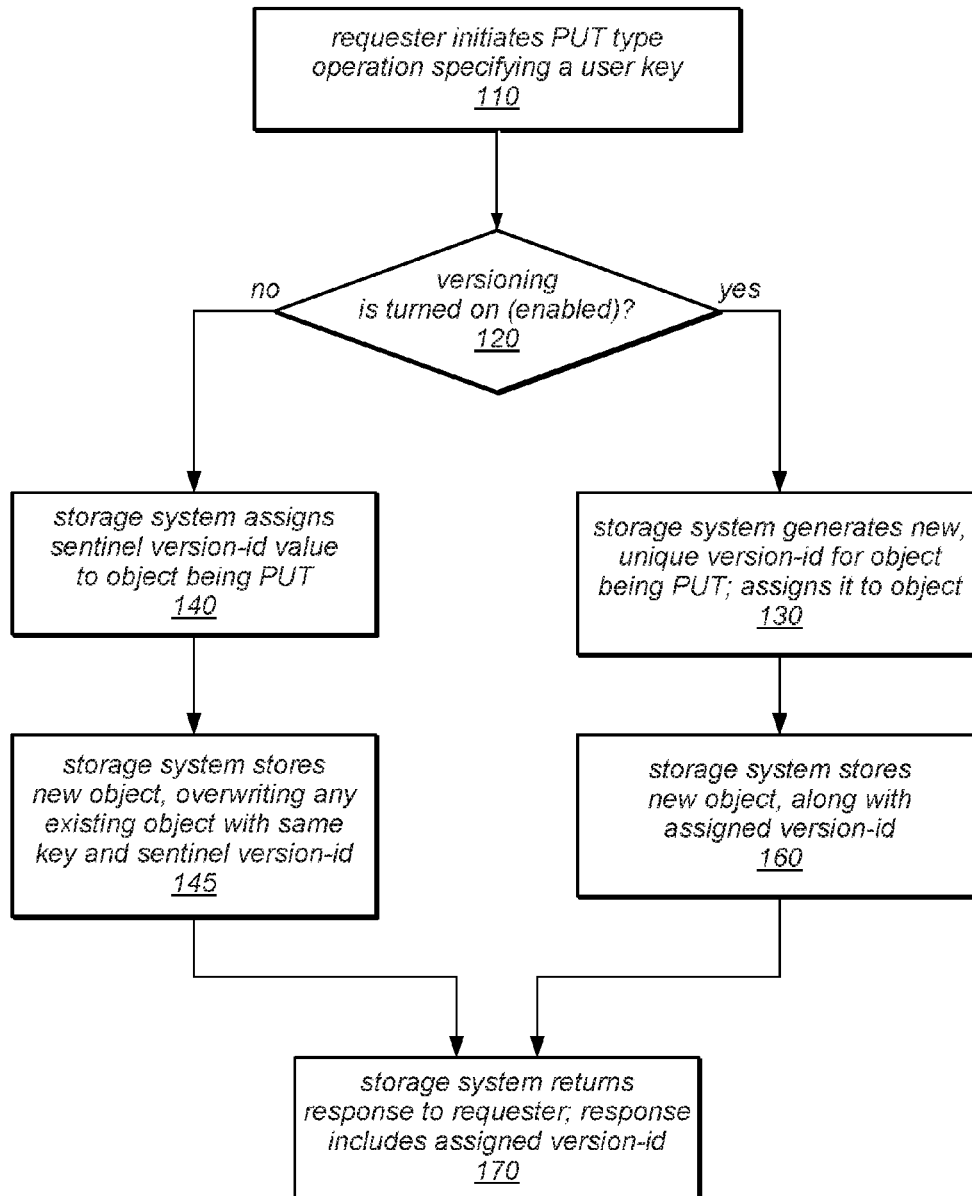 requester initiates PUT type
operation specifying a user key
110
versioning
is turned on (enabled)?
120
no
yes
storage system assigns
sentinel version-id value
to object being PUT
140
storage system generates new,
unique version-id for object
being PUT; assigns it to object
130
storage system stores
new object, overwriting any
existing object with same
key and sentinel version-id
145
storage system stores
new object, along with
assigned version-id
160
storage system returns
response to requester; response
includes assigned version-id
170